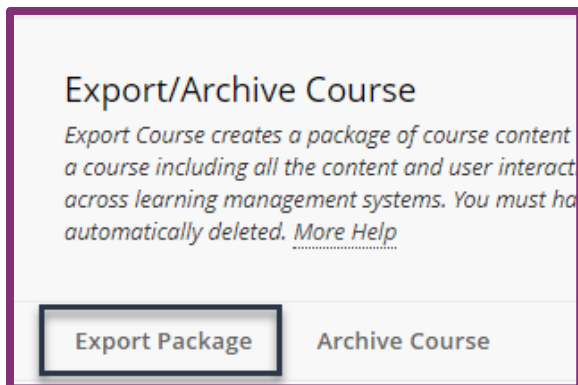 Export/Archive Course
Export Course creates a package of course content
a course including all the content and user interact
across learning management systems. You must ha
automatically deleted. More Help
Export Package Archive Course